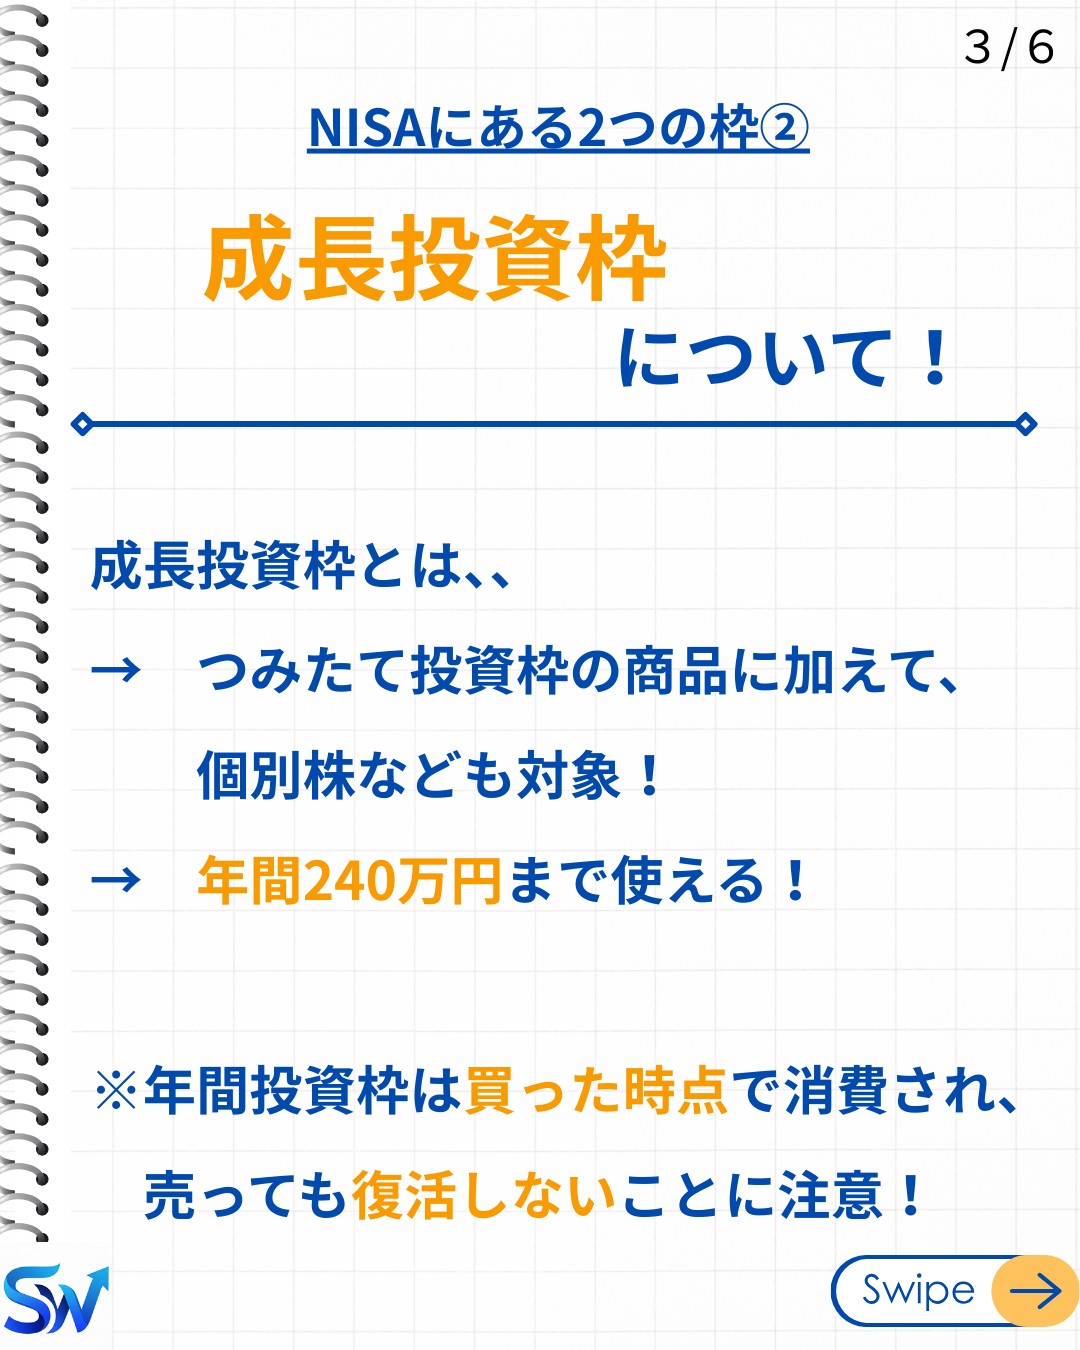 3/6
NISAにある2つの枠②
成長投資枠
について！
成長投資枠とは､､
→　つみたて投資枠の商品に加えて､
個別株なども対象！
→　年間240万円まで使える！
※年間投資枠は買った時点で消費され､
売っても復活しないことに注意！
SW
Swipe